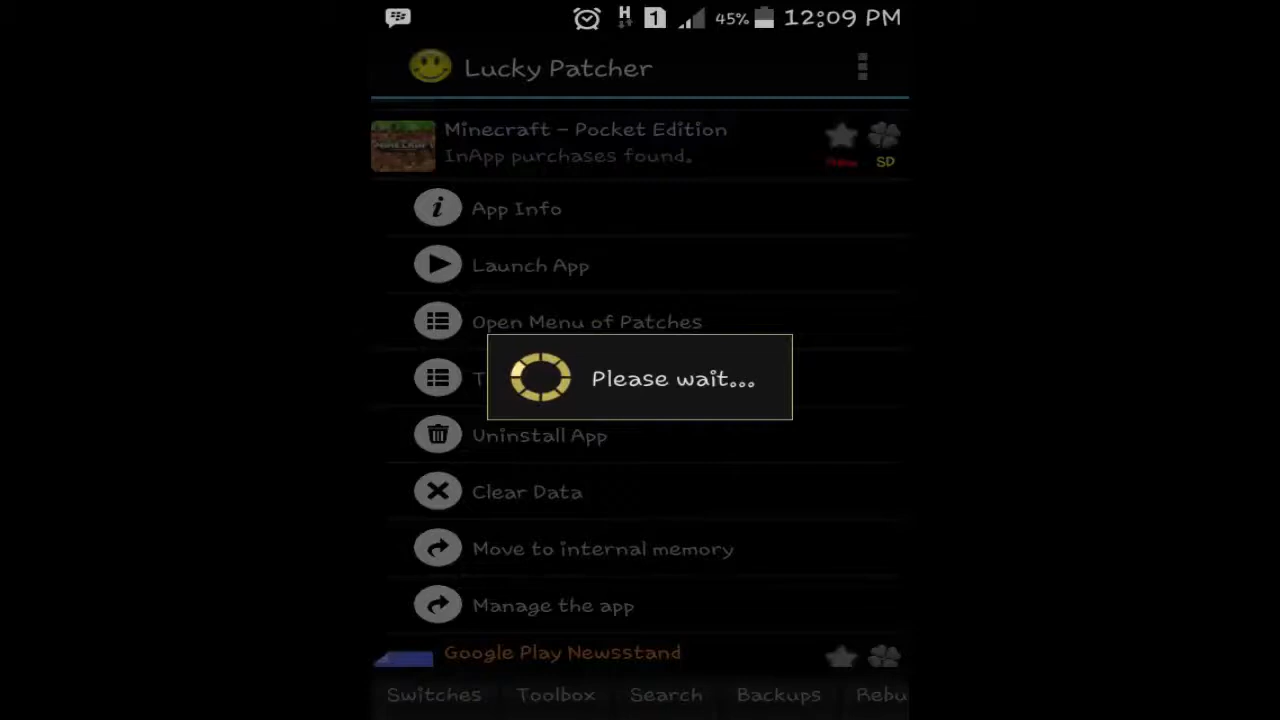 H 1 45% 12:09 PM
Lucky Patcher
Minecraft - Pocket Edition
InApp purchases found.
SD
App Info
Launch App
Open Menu of Patches
T
Please wait...
Uninstall App
Clear Data
Move to internal memory
Manage the app
Google Play Newsstand
Switches Toolbox Search Backups Rebu